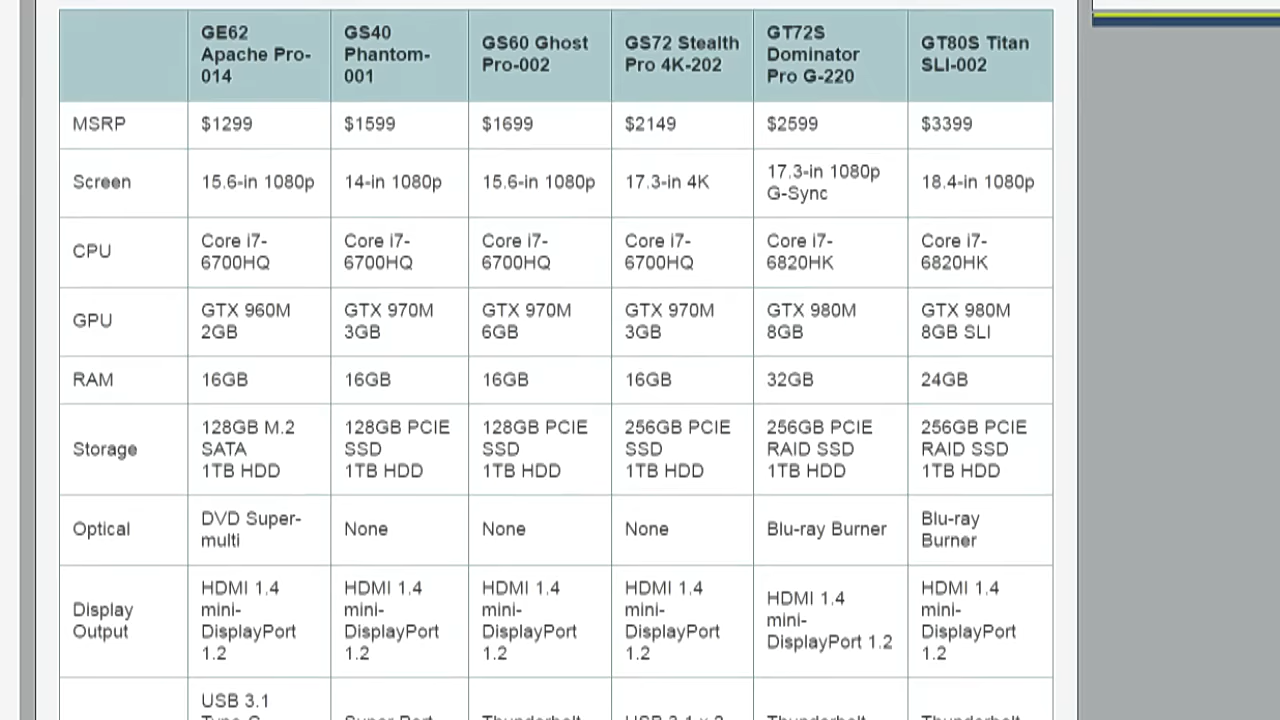 GE62 Apache Pro-014 GS40 Phantom-001 GS60 Ghost Pro-002 GS72 Stealth Pro 4K-202 GT72S Dominator Pro G-220 GT80S Titan SLI-002
MSRP $1299 $1599 $1699 $2149 $2599 $3399
Screen 15.6-in 1080p 14-in 1080p 15.6-in 1080p 17.3-in 4K 17.3-in 1080p G-Sync 18.4-in 1080p
CPU Core i7-6700HQ Core i7-6700HQ Core i7-6700HQ Core i7-6700HQ Core i7-6820HK Core i7-6820HK
GPU GTX 960M 2GB GTX 970M 3GB GTX 970M 6GB GTX 970M 3GB GTX 980M 8GB GTX 980M 8GB SLI
RAM 16GB 16GB 16GB 16GB 32GB 24GB
Storage 128GB M.2 SATA 1TB HDD 128GB PCIE SSD 1TB HDD 128GB PCIE SSD 1TB HDD 256GB PCIE SSD 1TB HDD 256GB PCIE RAID SSD 1TB HDD 256GB PCIE RAID SSD 1TB HDD
Optical DVD Super-multi None None None Blu-ray Burner Blu-ray Burner
Display Output HDMI 1.4 mini-DisplayPort 1.2 HDMI 1.4 mini-DisplayPort 1.2 HDMI 1.4 mini-DisplayPort 1.2 HDMI 1.4 mini-DisplayPort 1.2 HDMI 1.4 mini-DisplayPort 1.2 HDMI 1.4 mini-DisplayPort 1.2
USB 3.1